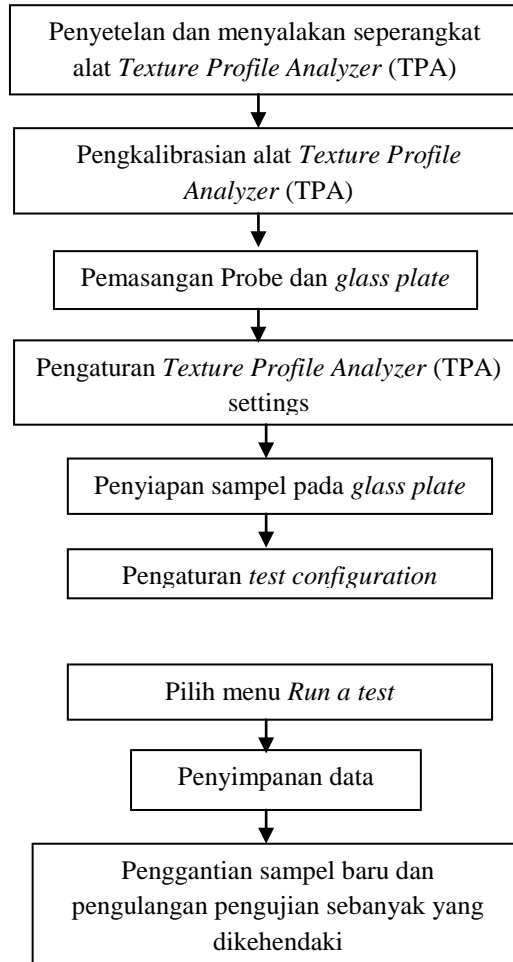 Penyetelan dan menyalakan seperangkat
alat Texture Profile Analyzer (TPA)
Pengkalibrasian alat Texture Profile
Analyzer (TPA)
Pemasangan Probe dan glass plate
Pengaturan Texture Profile Analyzer (TPA)
settings
Penyiapan sampel pada glass plate
Pengaturan test configuration
Pilih menu Run a test
Penyimpanan data
Penggantian sampel baru dan
pengulangan pengujian sebanyak yang
dikehendaki